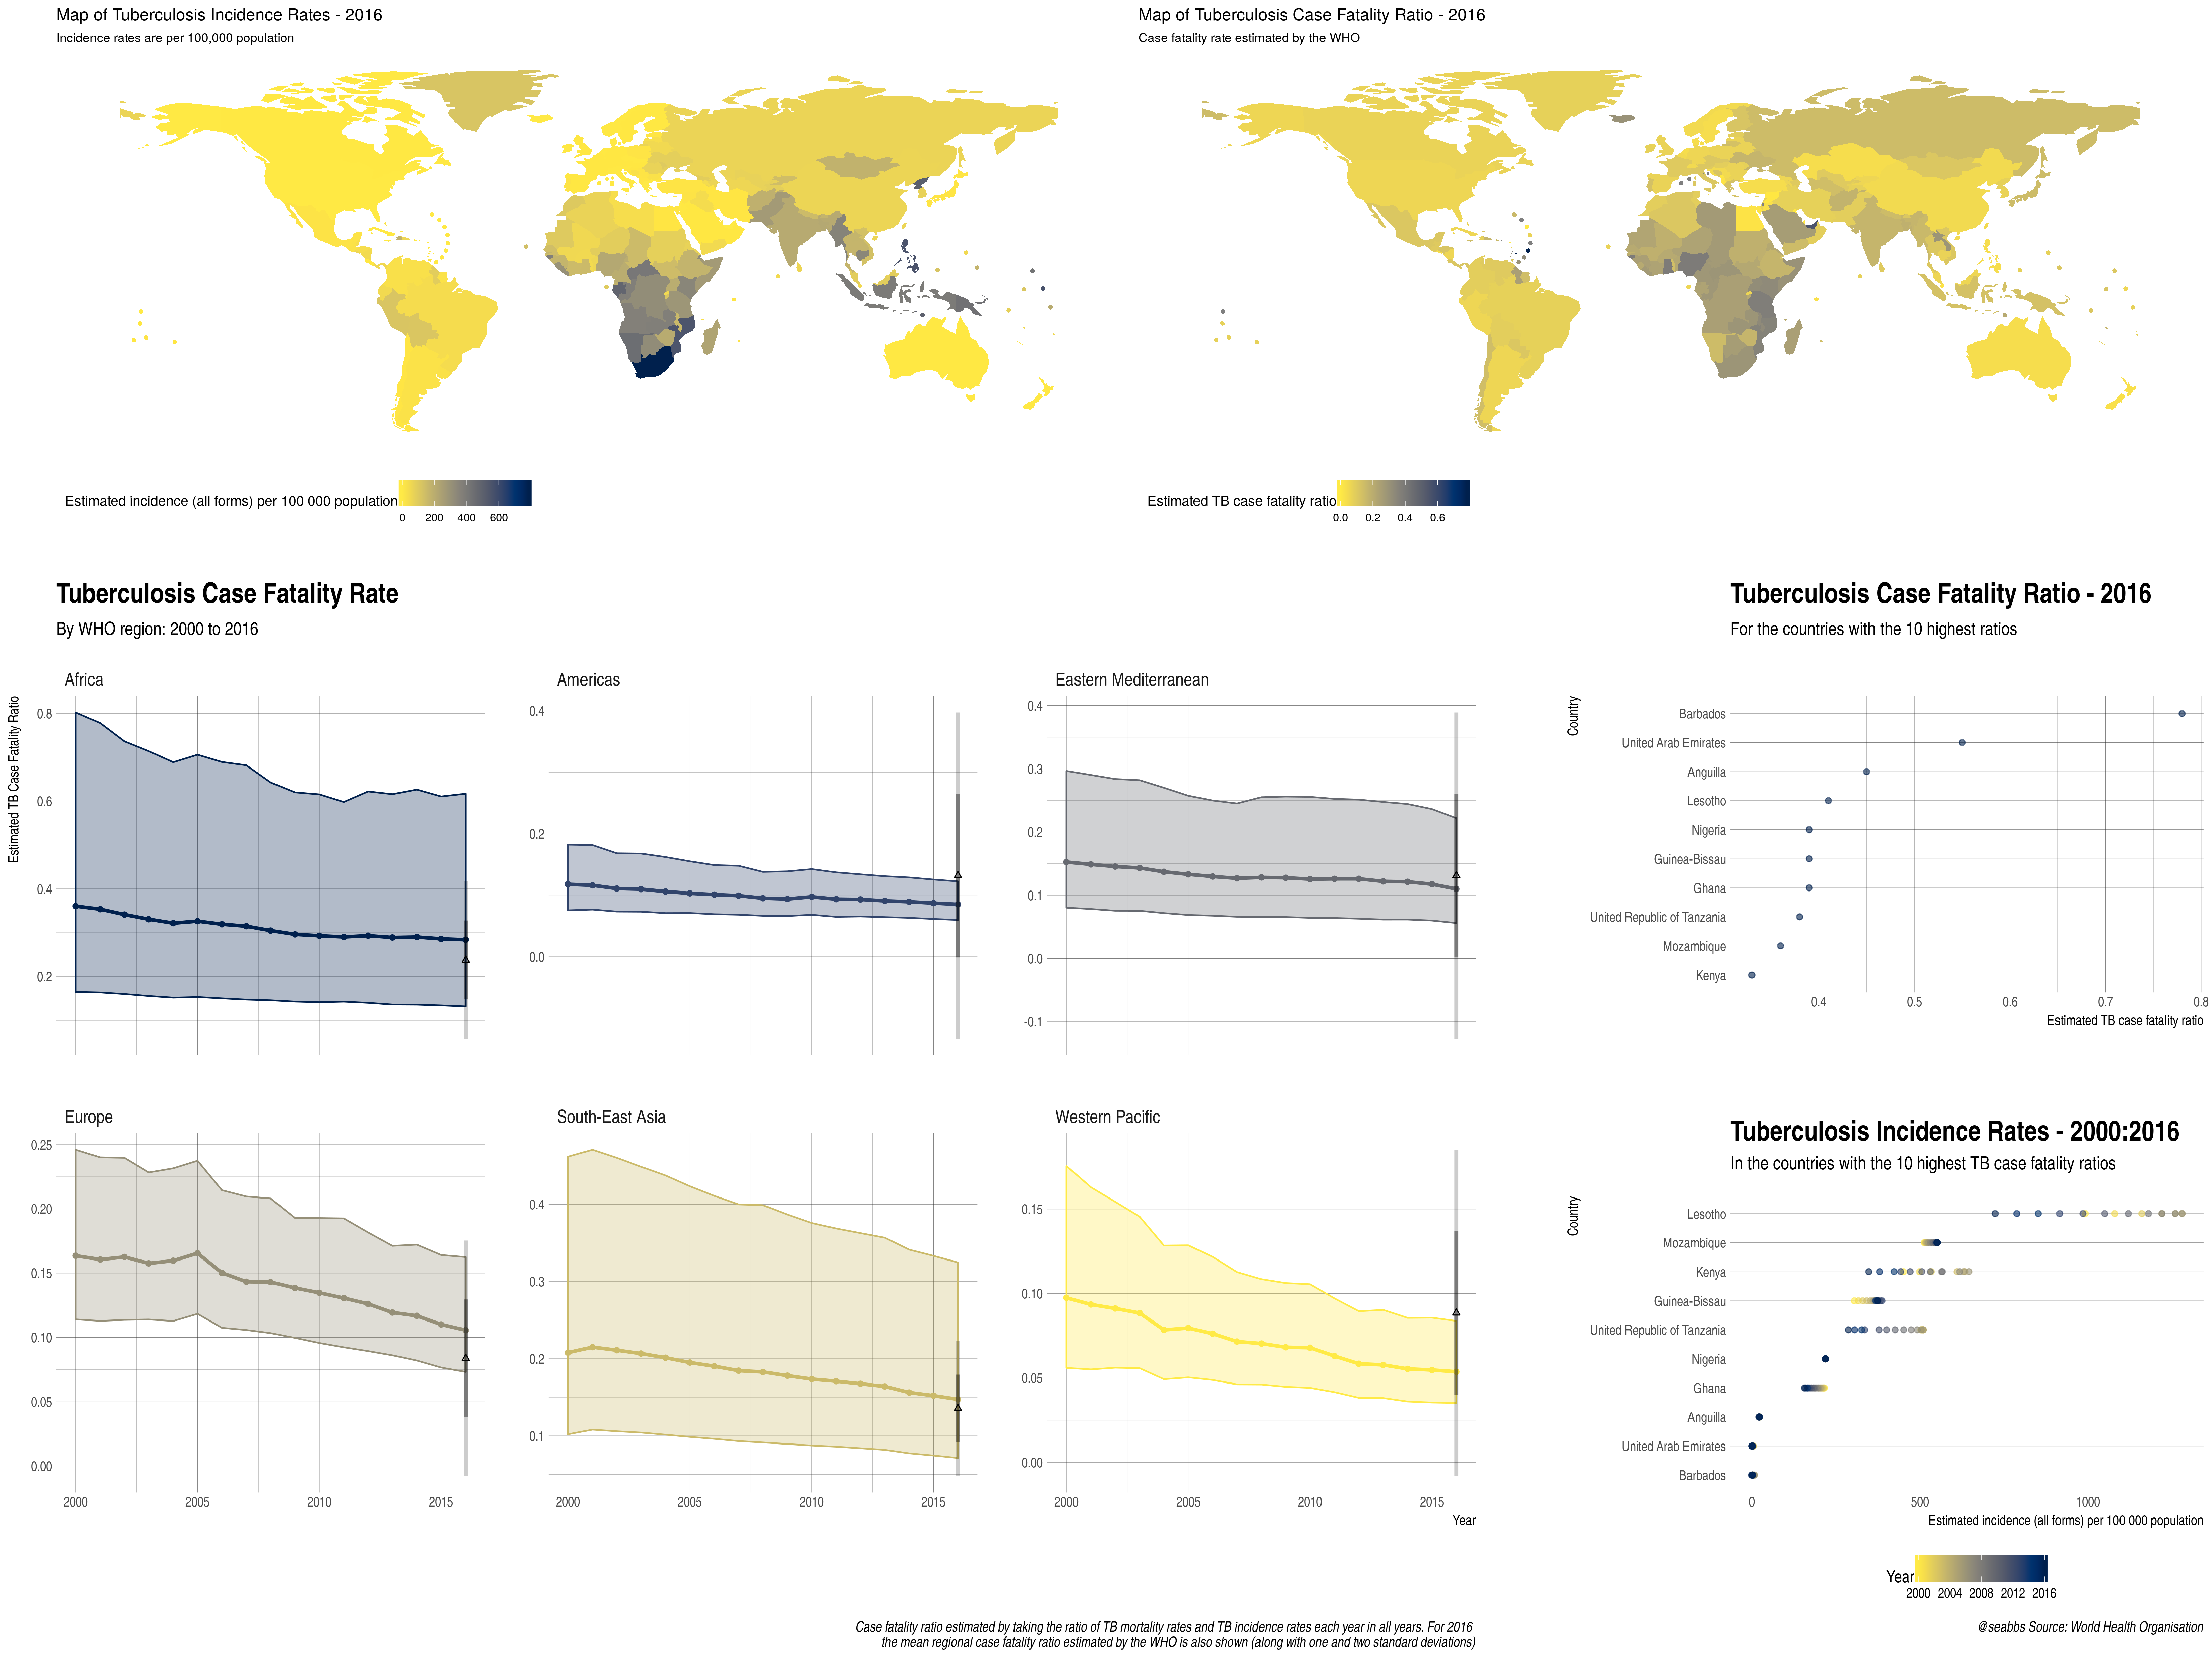 Map of Tuberculosis Incidence Rates - 2016
Incidence rates are per 100,000 population
Estimated incidence (all forms) per 100 000 population
0 200 400 600
Map of Tuberculosis Case Fatality Ratio - 2016
Case fatality rate estimated by the WHO
Estimated TB case fatality ratio
0.0 0.2 0.4 0.6
Tuberculosis Case Fatality Rate
By WHO region: 2000 to 2016
Estimated TB Case Fatality Ratio
Africa
0.8
0.6
0.4
0.2
Americas
0.4
0.2
0.0
Eastern Mediterranean
0.4
0.3
0.2
0.1
0.0
-0.1
Europe
0.25
0.20
0.15
0.10
0.05
0.00
2000 2005 2010 2015
South-East Asia
0.4
0.3
0.2
0.1
2000 2005 2010 2015
Western Pacific
0.15
0.10
0.05
0.00
2000 2005 2010 2015
Year
Case fatality ratio estimated by taking the ratio of TB mortality rates and TB incidence rates each year in all years. For 2016
the mean regional case fatality ratio estimated by the WHO is also shown (along with one and two standard deviations)
Tuberculosis Case Fatality Ratio - 2016
For the countries with the 10 highest ratios
Country
Barbados
United Arab Emirates
Anguilla
Lesotho
Nigeria
Guinea-Bissau
Ghana
United Republic of Tanzania
Mozambique
Kenya
0.4 0.5 0.6 0.7 0.8
Estimated TB case fatality ratio
Tuberculosis Incidence Rates - 2000:2016
In the countries with the 10 highest TB case fatality ratios
Country
Lesotho
Mozambique
Kenya
Guinea-Bissau
United Republic of Tanzania
Nigeria
Ghana
Anguilla
United Arab Emirates
Barbados
0 500 1000
Estimated incidence (all forms) per 100 000 population
Year
2000 2004 2008 2012 2016
@seabbs Source: World Health Organisation